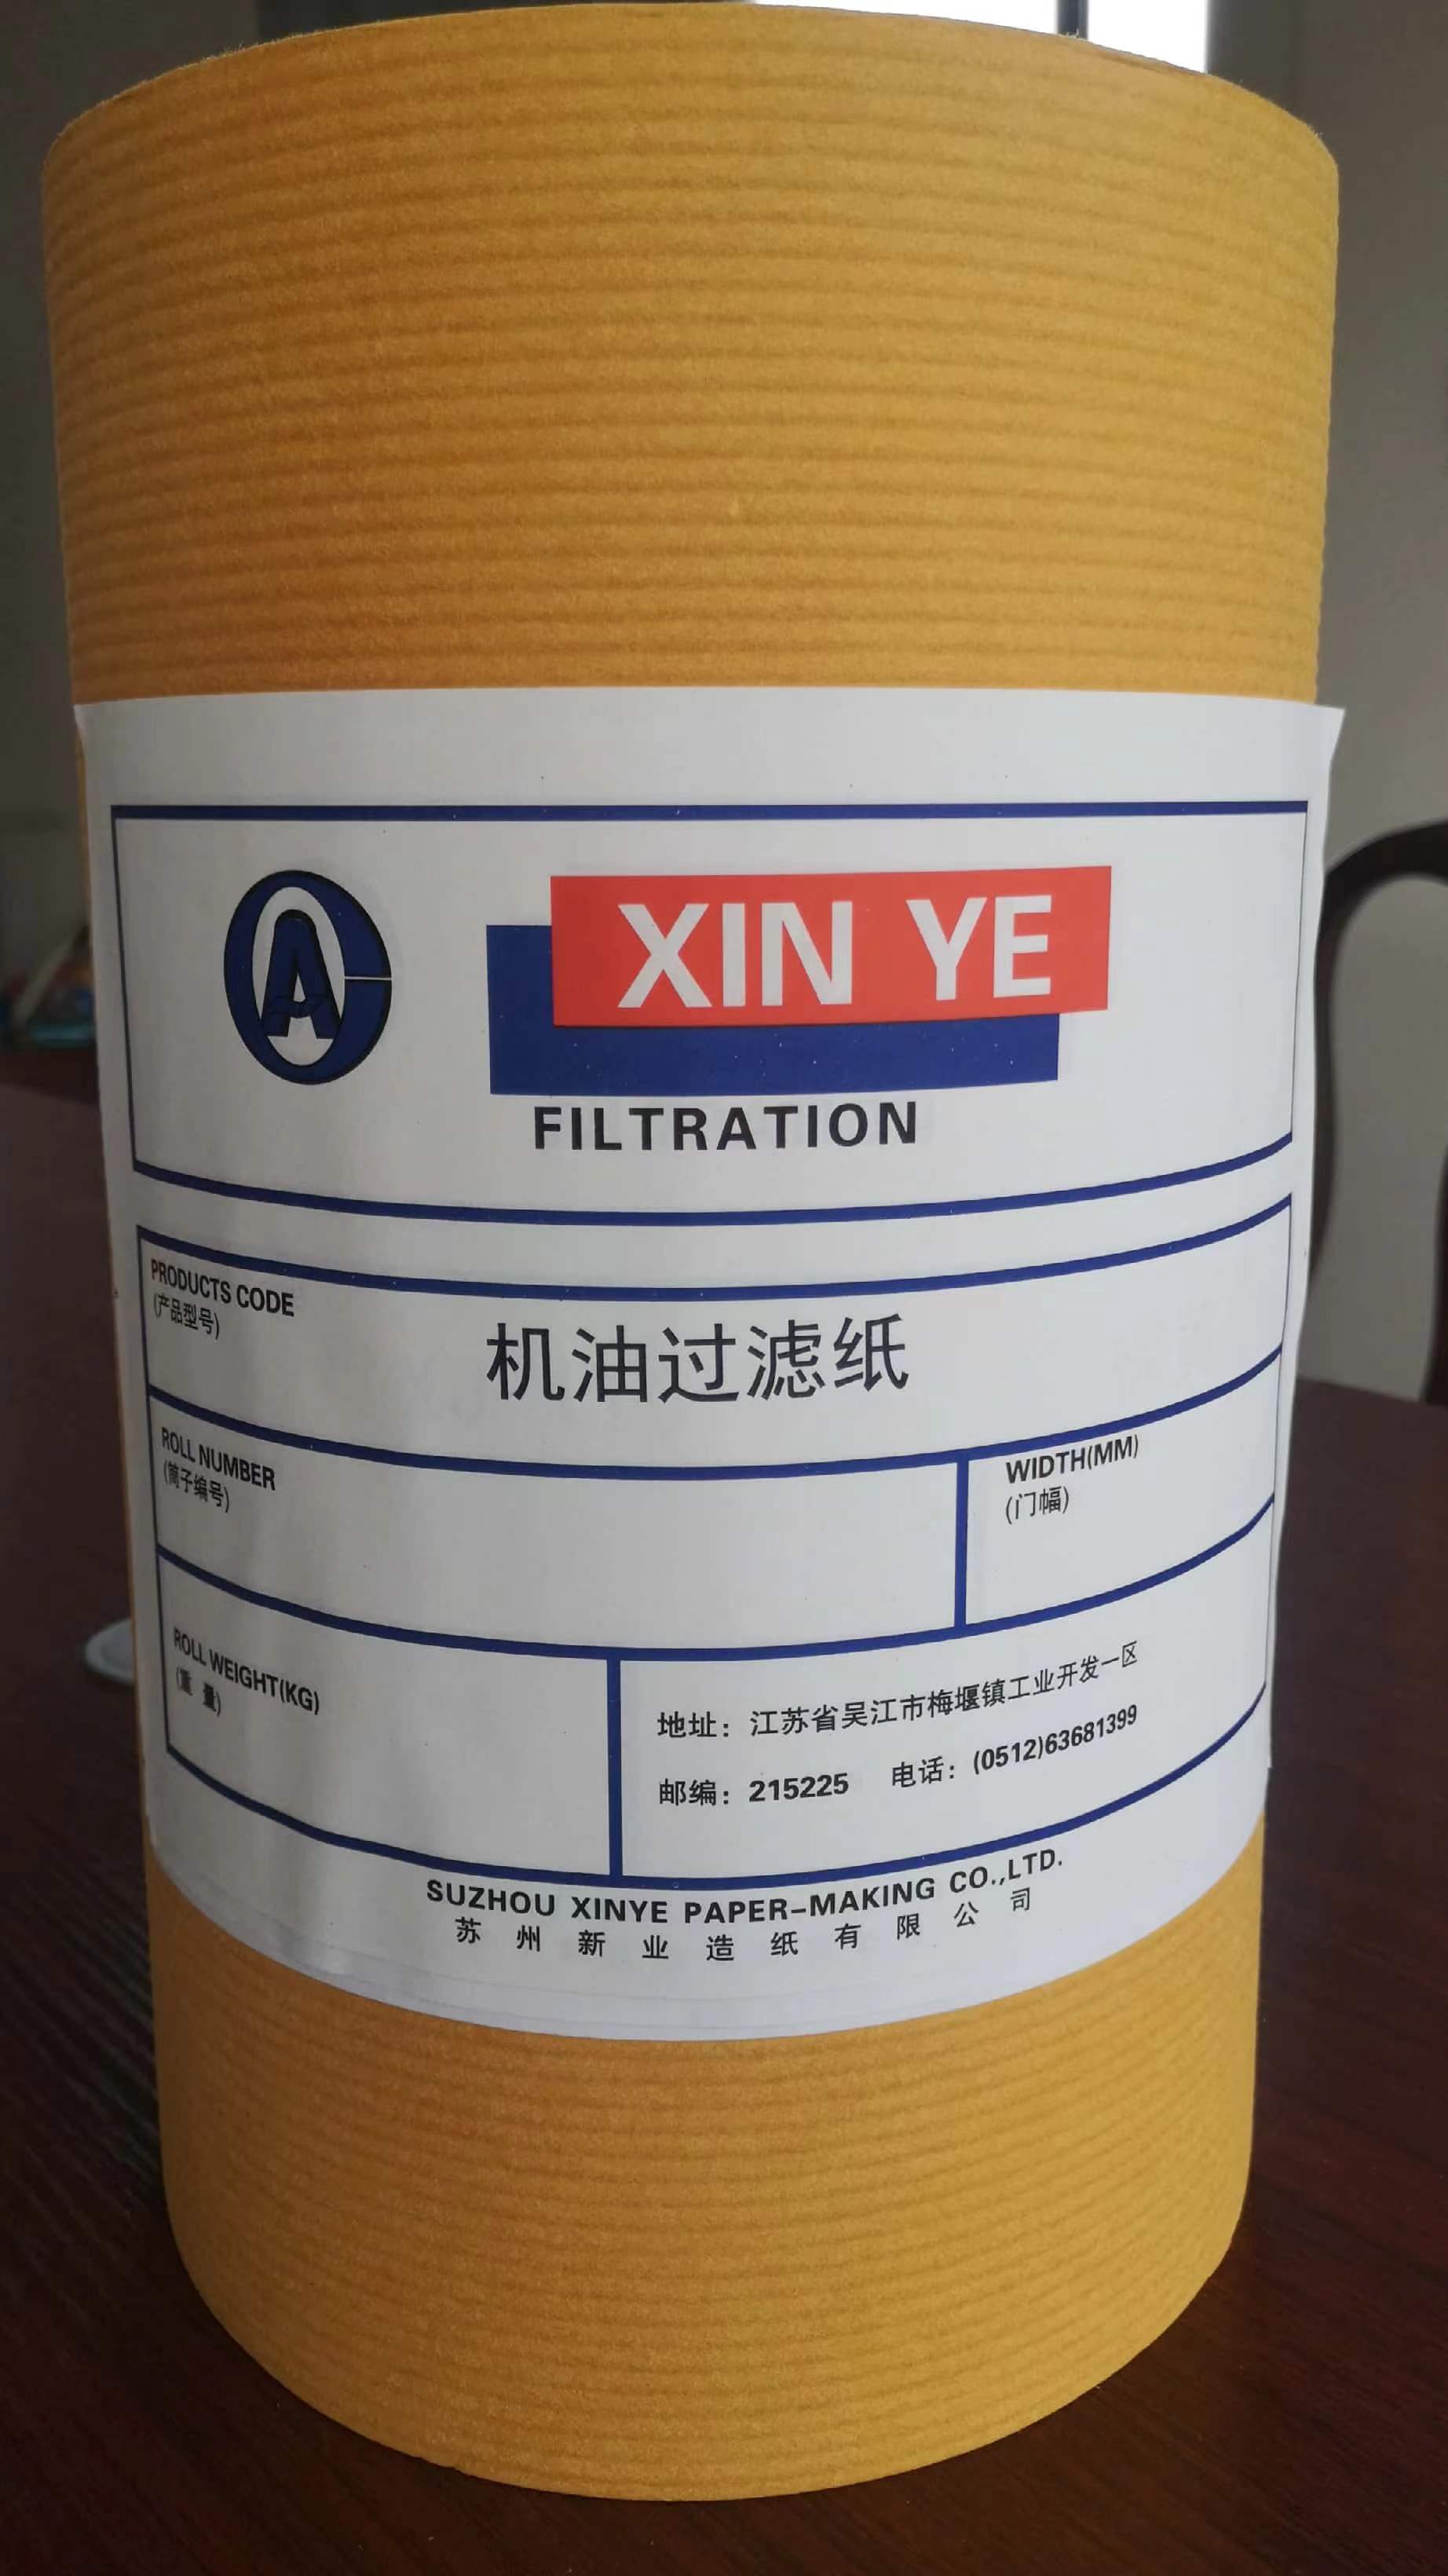 A
XIN YE
FILTRATION
PRODUCTS CODE
(产品型号)
机油过滤纸
ROLL NUMBER
(筒子编号)
WIDTH(MM)
(门幅)
ROLL WEIGHT(KG)
(重 量)
地址：江苏省吴江市梅堰镇工业开发一区
邮编：215225 电话：(0512)63681399
SUZHOU XINYE PAPER-MAKING CO.,LTD.
苏州新业造纸有限公司